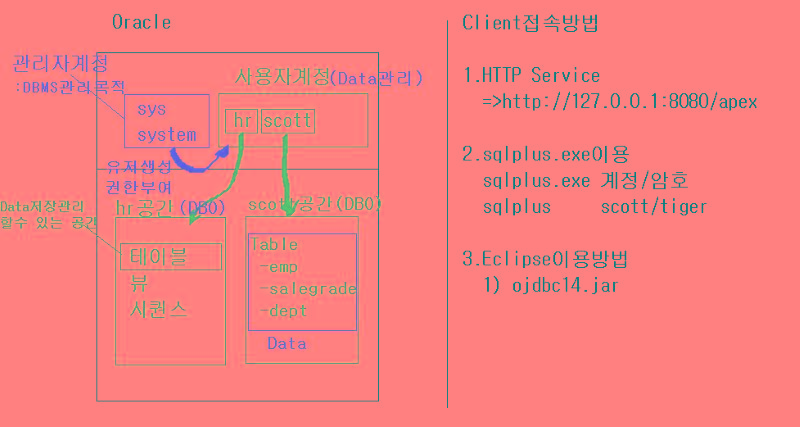 Oracle
관리자계정
:DBMS관리목적
사용자계정(Data관리)
sys
system
hr
scott
유저생성
권한부여
Data저장관리
할수 있는 공간
hr공간(DBO)
scott공간(DBO)
테이블
뷰
시퀀스
Table
-emp
-salegrade
-dept
Data
Client접속방법
1.HTTP Service
=>http://127.0.0.1:8080/apex
2.sqlplus.exe이용
sqlplus.exe 계정/암호
sqlplus scott/tiger
3.Eclipse이용방법
1) ojdbc14.jar